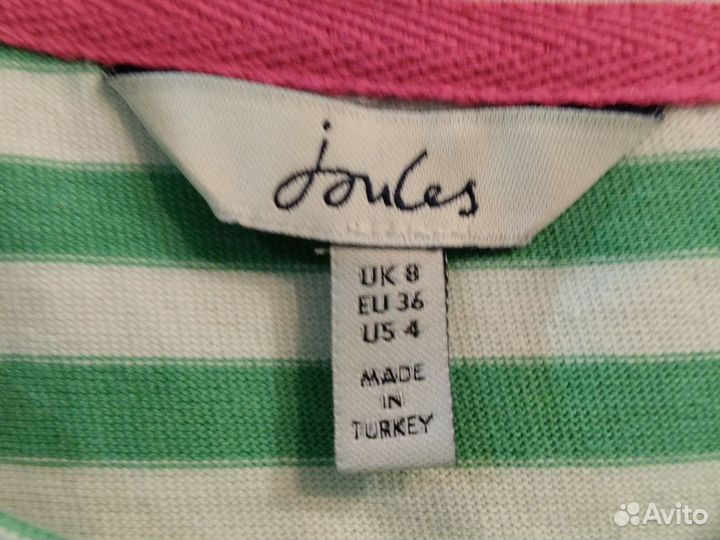 Joules
UK 8
EU 36
US 4
MADE
IN
TURKEY
Avito